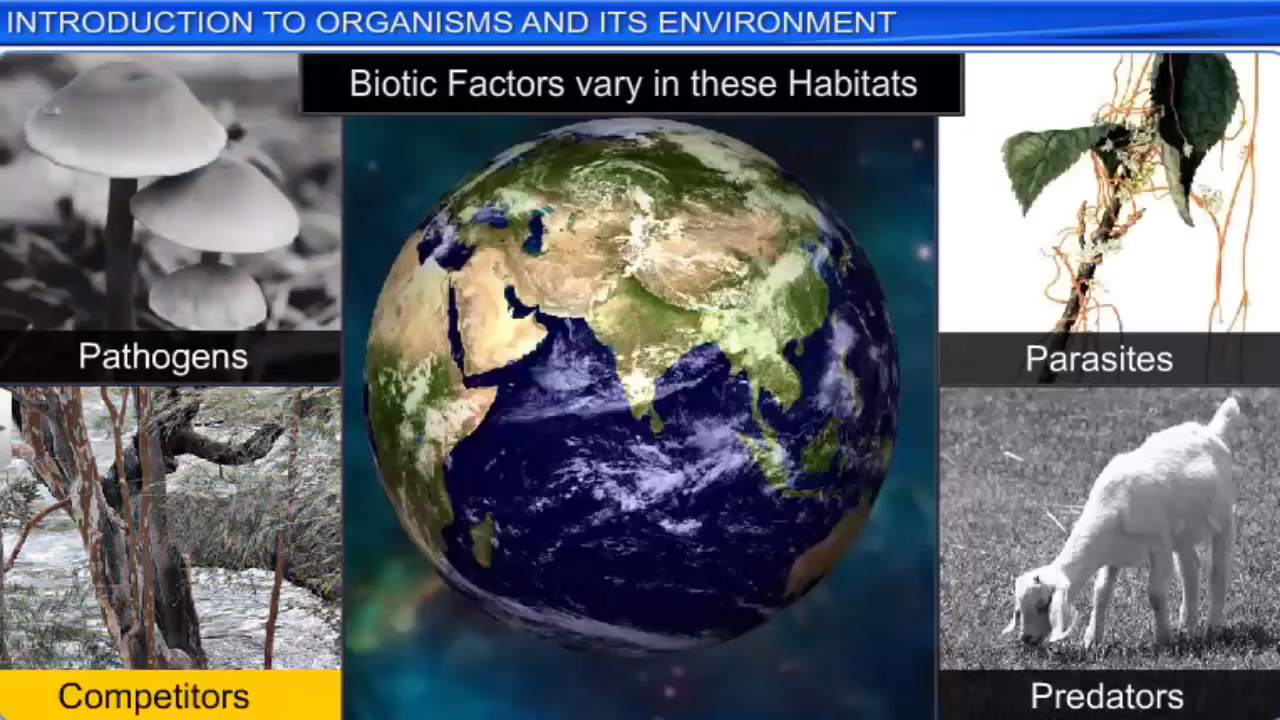 INTRODUCTION TO ORGANISMS AND ITS ENVIRONMENT
Biotic Factors vary in these Habitats
Pathogens
Parasites
Competitors
Predators